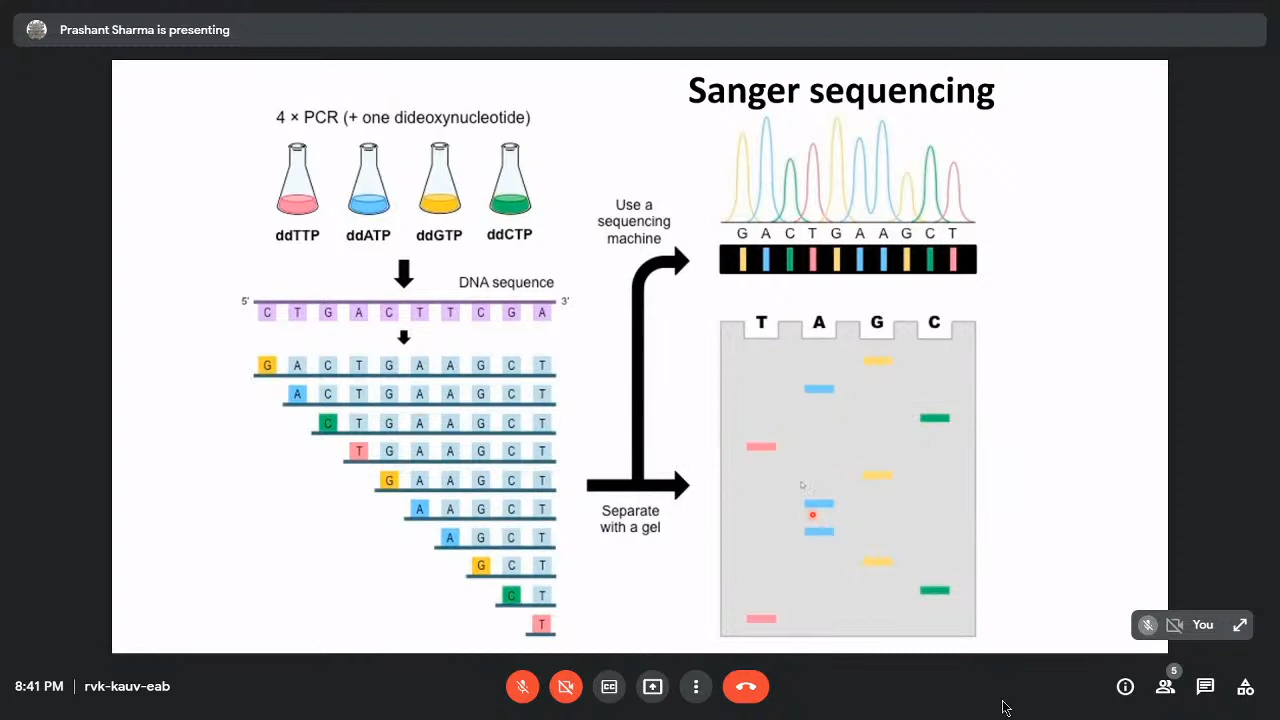 Prashant Sharma is presenting
Sanger sequencing
4 × PCR (+ one dideoxynucleotide)
ddTTP ddATP ddGTP ddCTP
DNA sequence
5' 3'
C T G A C T T C G A
G A C T G A A G C T
A C T G A A G C T
C T G A A G C T
T G A A G C T
G A A G C T
A A G C T
A G C T
G C T
C T
T
Use a
sequencing
machine
Separate
with a gel
G A C T G A A G C T
T A G C
You
8:41 PM | rvk-kauv-eab
CC
5